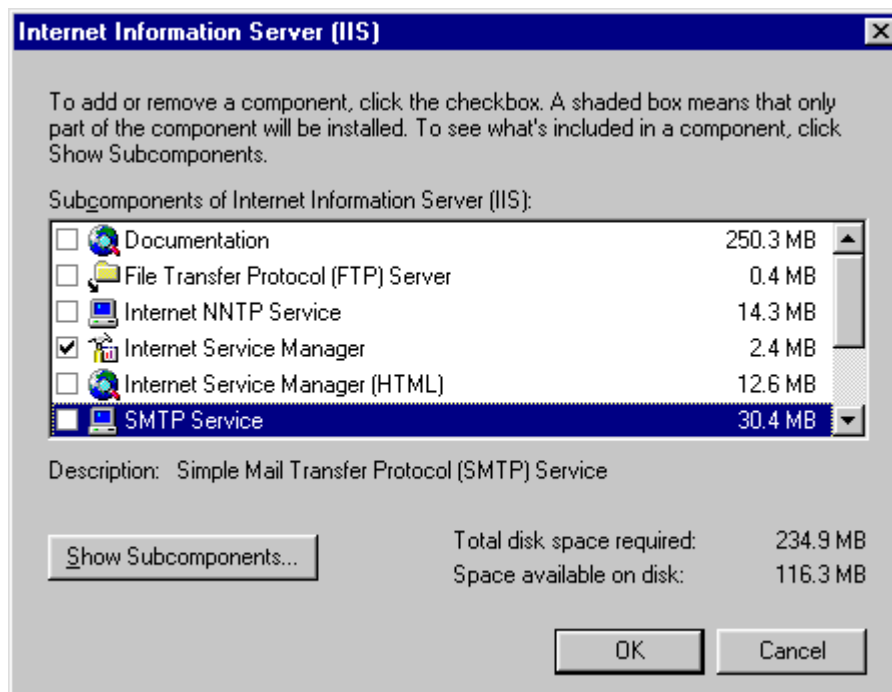 Internet Information Server (IIS)
To add or remove a component, click the checkbox. A shaded box means that only
part of the component will be installed. To see what's included in a component, click
Show Subcomponents.
Subcomponents of Internet Information Server (IIS):
Documentation 250.3 MB
File Transfer Protocol (FTP) Server 0.4 MB
Internet NNTP Service 14.3 MB
Internet Service Manager 2.4 MB
Internet Service Manager (HTML) 12.6 MB
SMTP Service 30.4 MB
Description: Simple Mail Transfer Protocol (SMTP) Service
Show Subcomponents...
Total disk space required: 234.9 MB
Space available on disk: 116.3 MB
OK Cancel